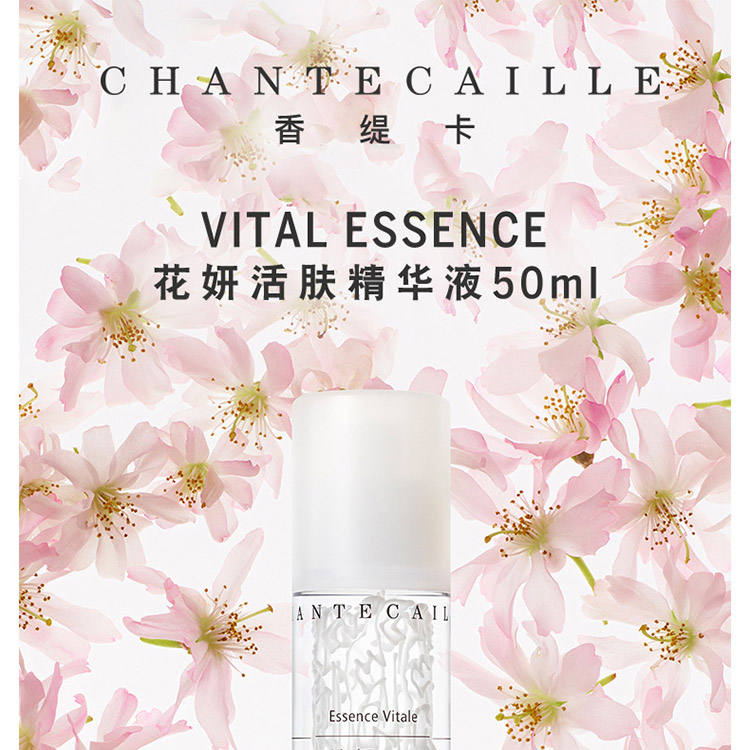 CHANTECAILLE
香缇卡
VITAL ESSENCE
花妍活肤精华液50ml
ANTECAIL
Essence Vitale